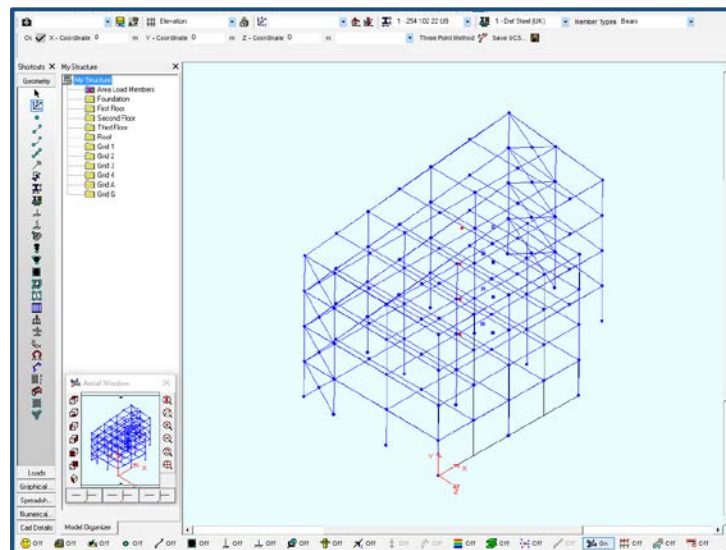 Elevation 1 - 254 102 22 UB 1 - Def Steel (UK) Member types Beam
X - Coordinate 0 m Y - Coordinate 0 m Z - Coordinate 0 m Three Point Method Save UCS...
Shortcuts My Structure
Geometry
My Structure
Area Load Members
Foundation
First Floor
Second Floor
Third Floor
Roof
Grid 1
Grid 2
Grid 3
Grid 4
Grid A
Grid G
Aerial Window
Y X
Z
Loads
Graphical...
Spreadsh...
Numerical...
Cad Details
Model Organizer
Off Off Off Off Off Off Off Off Off Off Off Off Off Off Off Off Off On Off Off Off